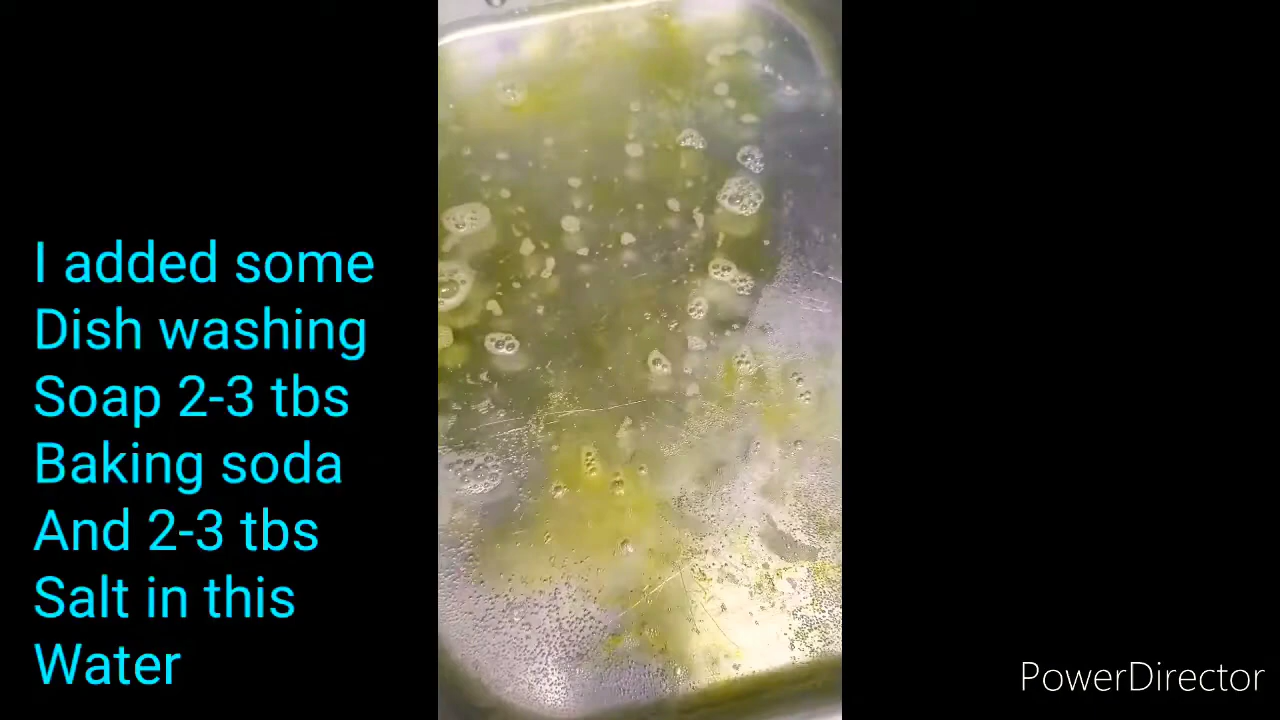 I added some
Dish washing
Soap 2-3 tbs
Baking soda
And 2-3 tbs
Salt in this
Water
PowerDirector